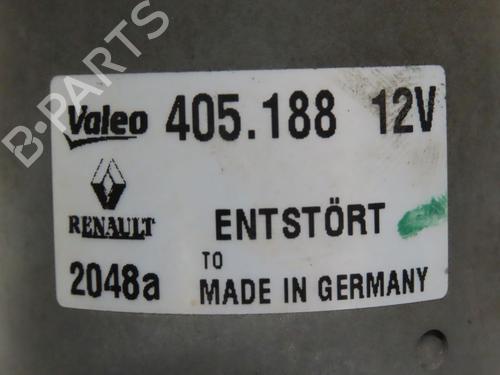 B-PARTS
Valeo 405.188 12V
RENAULT ENTSTÖRT
TO
2048a MADE IN GERMANY